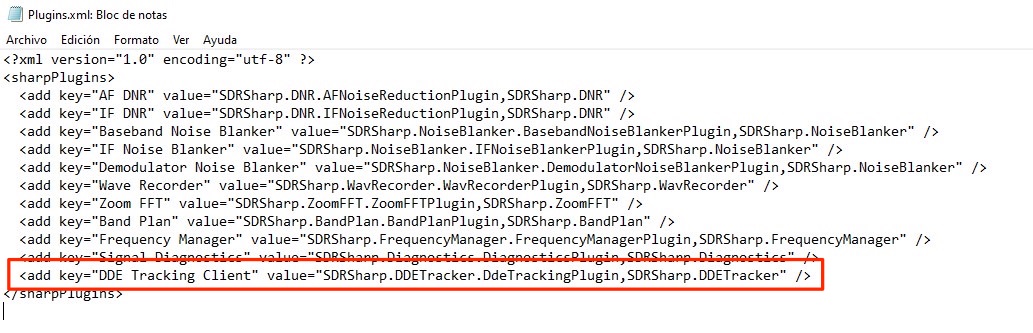 Plugins.xml: Bloc de notas
Archivo Edición Formato Ver Ayuda
<?xml version="1.0" encoding="utf-8" ?>
<sharpPlugins>
<add key="AF DNR" value="SDRSharp.DNR.AFNoiseReductionPlugin,SDRSharp.DNR" />
<add key="IF DNR" value="SDRSharp.DNR.IFNoiseReductionPlugin,SDRSharp.DNR" />
<add key="Baseband Noise Blanker" value="SDRSharp.NoiseBlanker.BasebandNoiseBlankerPlugin,SDRSharp.NoiseBlanker" />
<add key="IF Noise Blanker" value="SDRSharp.NoiseBlanker.IFNoiseBlankerPlugin,SDRSharp.NoiseBlanker" />
<add key="Demodulator Noise Blanker" value="SDRSharp.NoiseBlanker.DemodulatorNoiseBlankerPlugin,SDRSharp.NoiseBlanker" />
<add key="Wave Recorder" value="SDRSharp.WavRecorder.WavRecorderPlugin,SDRSharp.WavRecorder" />
<add key="Zoom FFT" value="SDRSharp.ZoomFFT.ZoomFFTPlugin,SDRSharp.ZoomFFT" />
<add key="Band Plan" value="SDRSharp.BandPlan.BandPlanPlugin,SDRSharp.BandPlan" />
<add key="Frequency Manager" value="SDRSharp.FrequencyManager.FrequencyManagerPlugin,SDRSharp.FrequencyManager" />
<add key="Signal Diagnostics" value="SDRSharp.Diagnostics.DiagnosticsPlugin,SDRSharp.Diagnostics" />
<add key="DDE Tracking Client" value="SDRSharp.DDETracker.DdeTrackingPlugin,SDRSharp.DDETracker" />
</sharpPlugins>